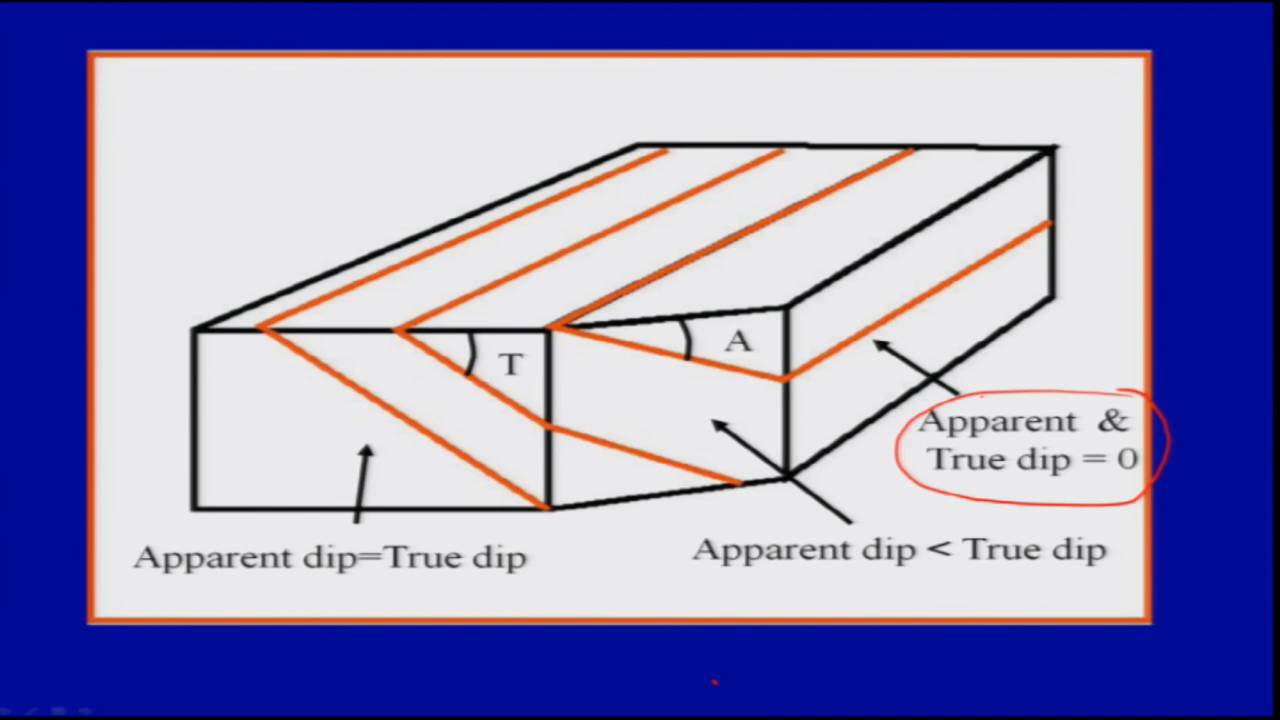 T
A
Apparent &
True dip = 0
Apparent dip=True dip
Apparent dip < True dip